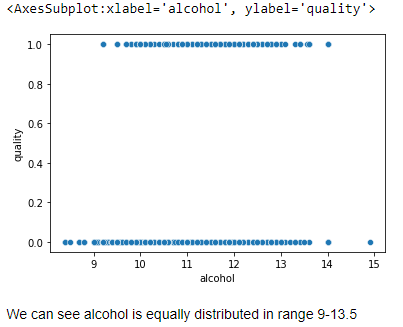 <AxesSubplot:xlabel='alcohol', ylabel='quality'>
1.0
0.8
0.6
0.4
0.2
0.0
quality
9 10 11 12 13 14 15
alcohol
We can see alcohol is equally distributed in range 9-13.5